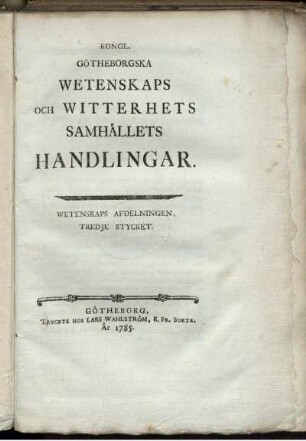 KONGL.
GÖTHEBORGSKA
WETENSKAPS
OCH WITTERHETS
SAMHÄLLETS
HANDLINGAR.
WETENSKAPS AFDELNINGEN.
TREDJE STYCKET.
GÖTHEBORG,
TRYCKTE HOS LARS WAHLSTRÖM, K. PR. BOKTR.
År 1785.